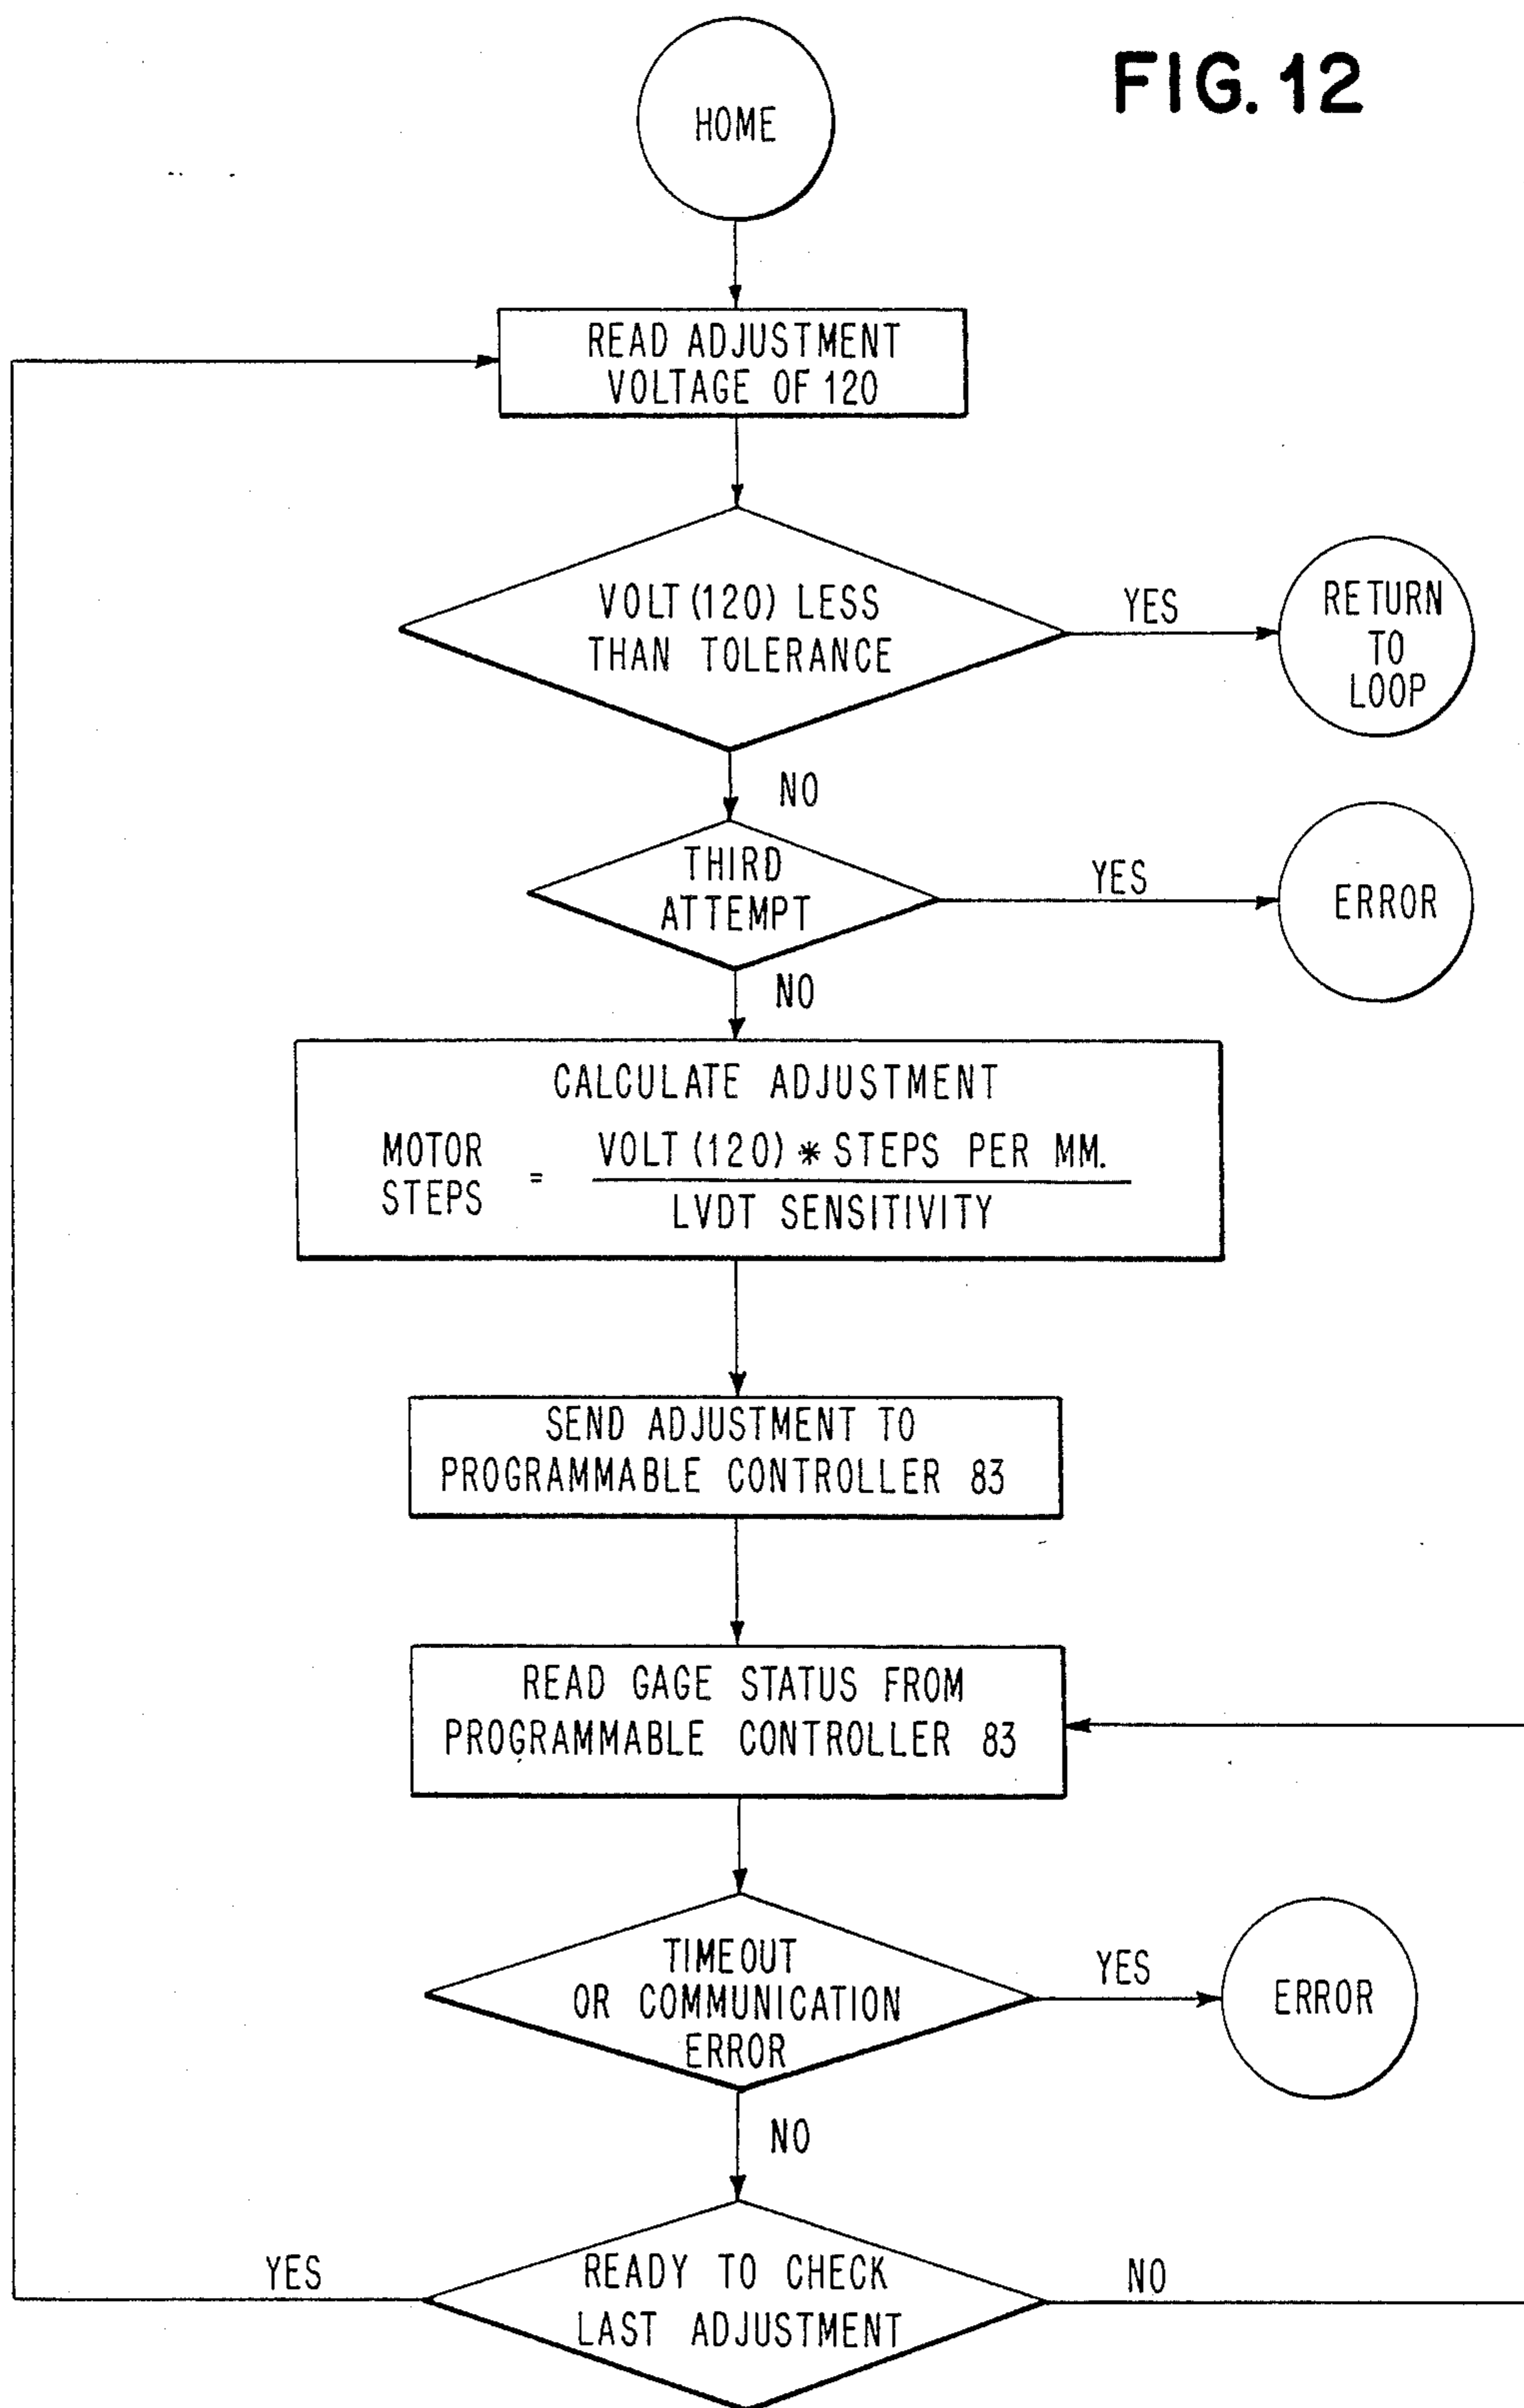 FIG. 12
HOME
READ ADJUSTMENT
VOLTAGE OF 120
VOLT (120) LESS
THAN TOLERANCE
YES
RETURN
TO
LOOP
NO
THIRD
ATTEMPT
YES
ERROR
NO
CALCULATE ADJUSTMENT
MOTOR
STEPS
=
VOLT (120) * STEPS PER MM.
LVDT SENSITIVITY
SEND ADJUSTMENT TO
PROGRAMMABLE CONTROLLER 83
READ GAGE STATUS FROM
PROGRAMMABLE CONTROLLER 83
TIMEOUT
OR COMMUNICATION
ERROR
YES
ERROR
NO
YES
READY TO CHECK
LAST ADJUSTMENT
NO